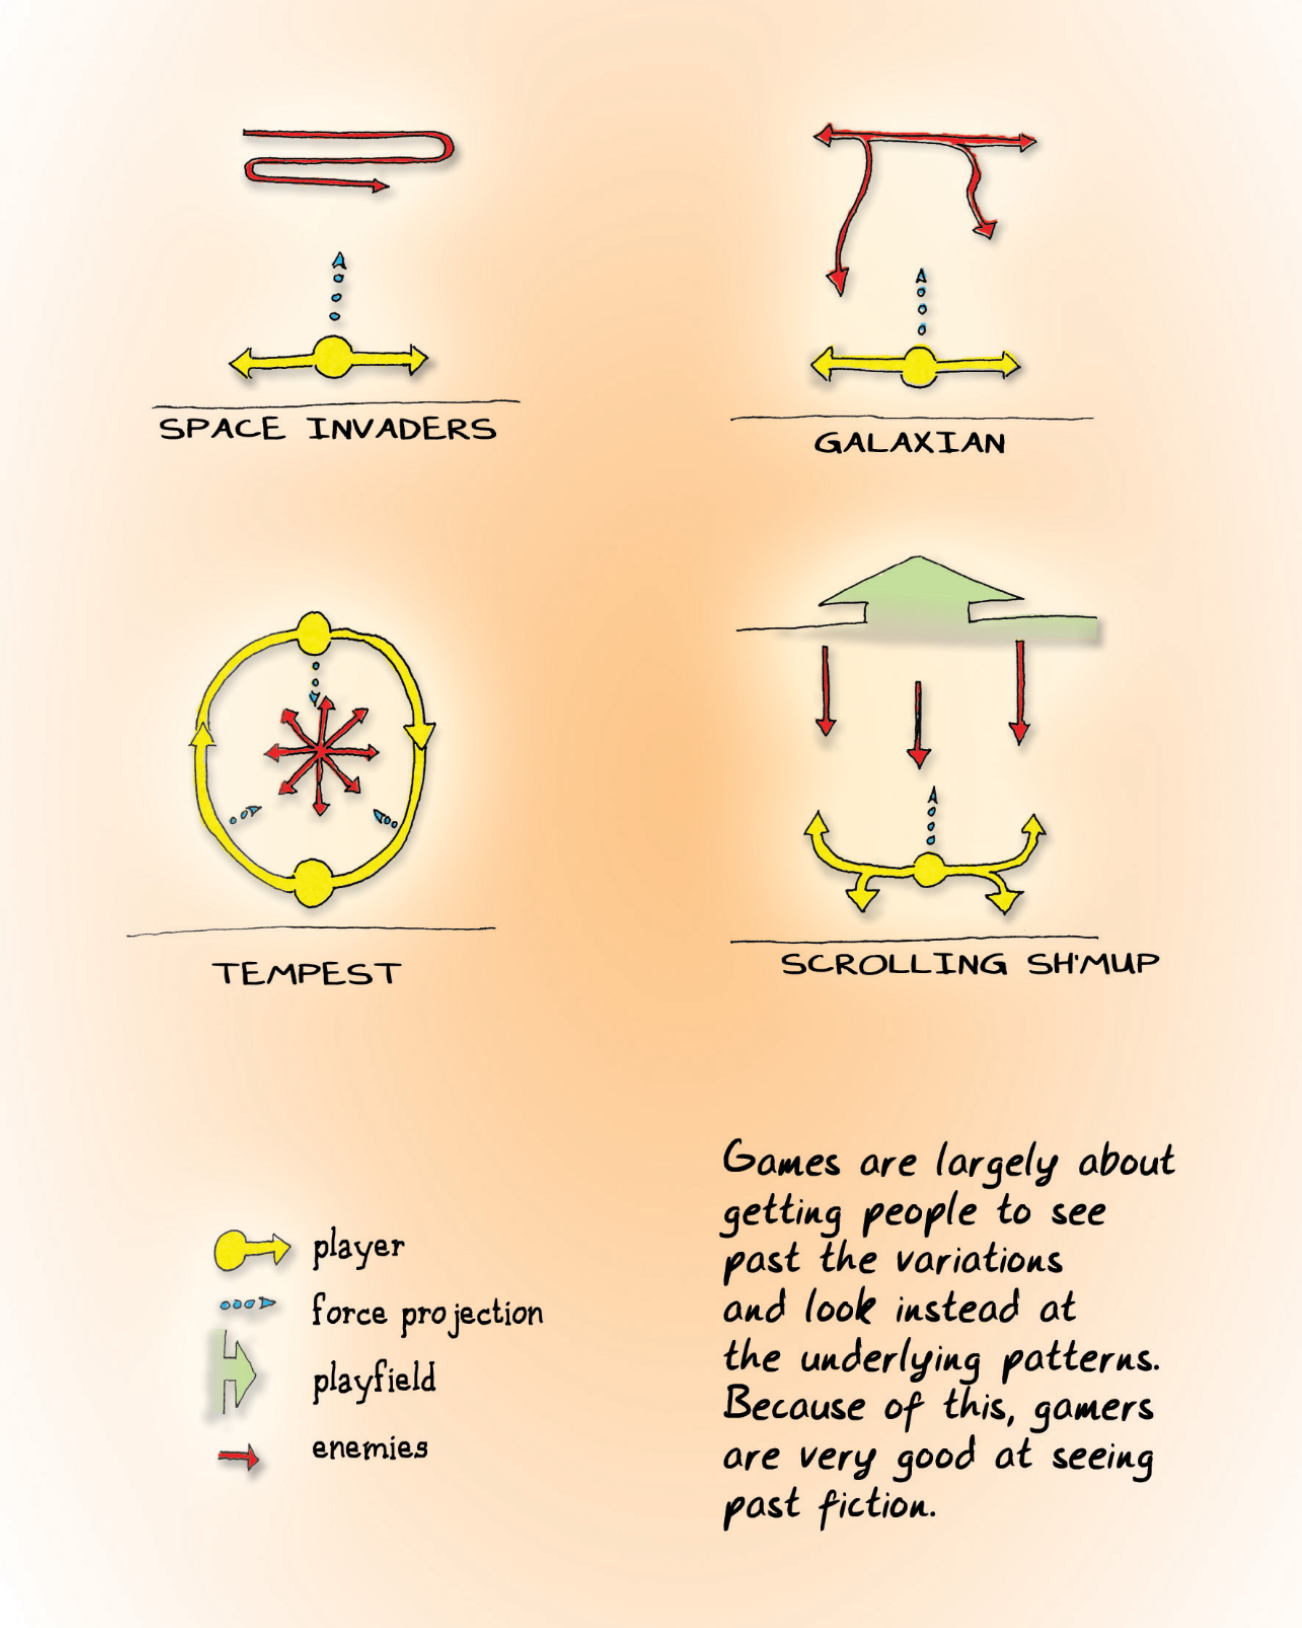 SPACE INVADERS
GALAXIAN
TEMPEST
SCROLLING SH'MUP
player
force projection
playfield
enemies
Games are largely about
getting people to see
past the variations
and look instead at
the underlying patterns.
Because of this, gamers
are very good at seeing
past fiction.